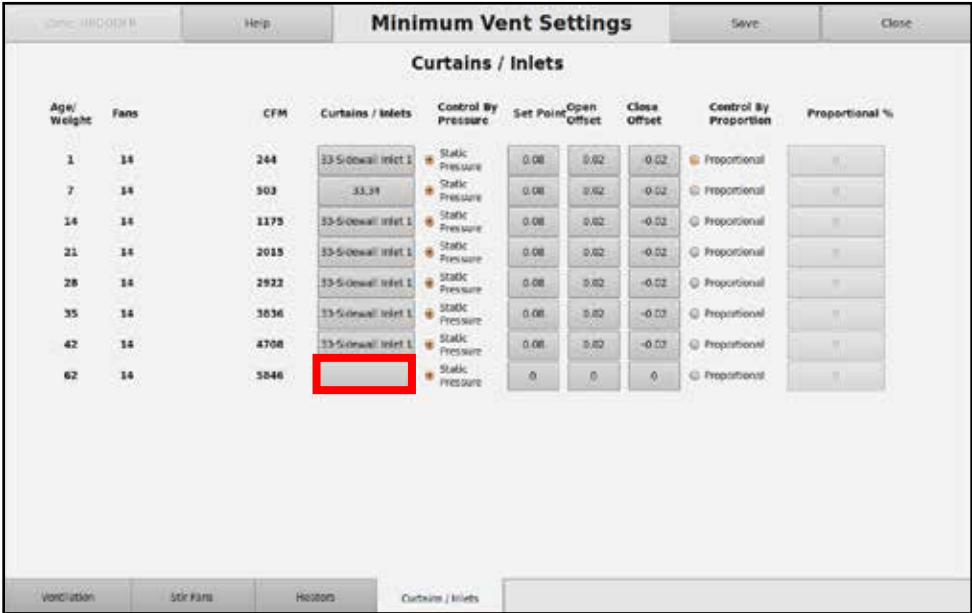 Help Minimum Vent Settings Save Close
Curtains / Inlets
Age/ Weight Fans CFM Curtains / Inlets Control By Pressure Set Point Open Offset Close Offset Control By Proportion Proportional %
1 14 244 33-Sidewall Inlet 1 Static Pressure 0.08 0.02 -0.02 Proportional 0
7 14 503 33,34 Static Pressure 0.08 0.02 -0.02 Proportional 0
14 14 1175 33-Sidewall Inlet 1 Static Pressure 0.08 0.02 -0.02 Proportional 0
21 14 2015 33-Sidewall Inlet 1 Static Pressure 0.08 0.02 -0.02 Proportional 0
28 14 2922 33-Sidewall Inlet 1 Static Pressure 0.08 0.02 -0.02 Proportional 0
35 14 3836 33-Sidewall Inlet 1 Static Pressure 0.08 0.02 -0.02 Proportional 0
42 14 4708 33-Sidewall Inlet 1 Static Pressure 0.08 0.02 -0.02 Proportional 0
62 14 5846 Static Pressure 0 0 0 Proportional 0
Ventilation Stir Fans Heaters Curtains / Inlets